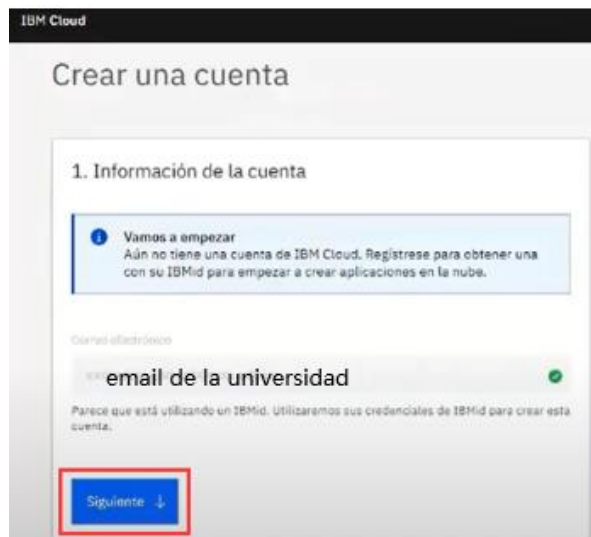 IBM Cloud
Crear una cuenta
1. Información de la cuenta
Vamos a empezar
Aún no tiene una cuenta de IBM Cloud. Regístrese para obtener una
con su IBMid para empezar a crear aplicaciones en la nube.
Correo electrónico
email de la universidad
Parece que está utilizando un IBMid. Utilizaremos sus credenciales de IBMid para crear esta
cuenta.
Siguiente ↓